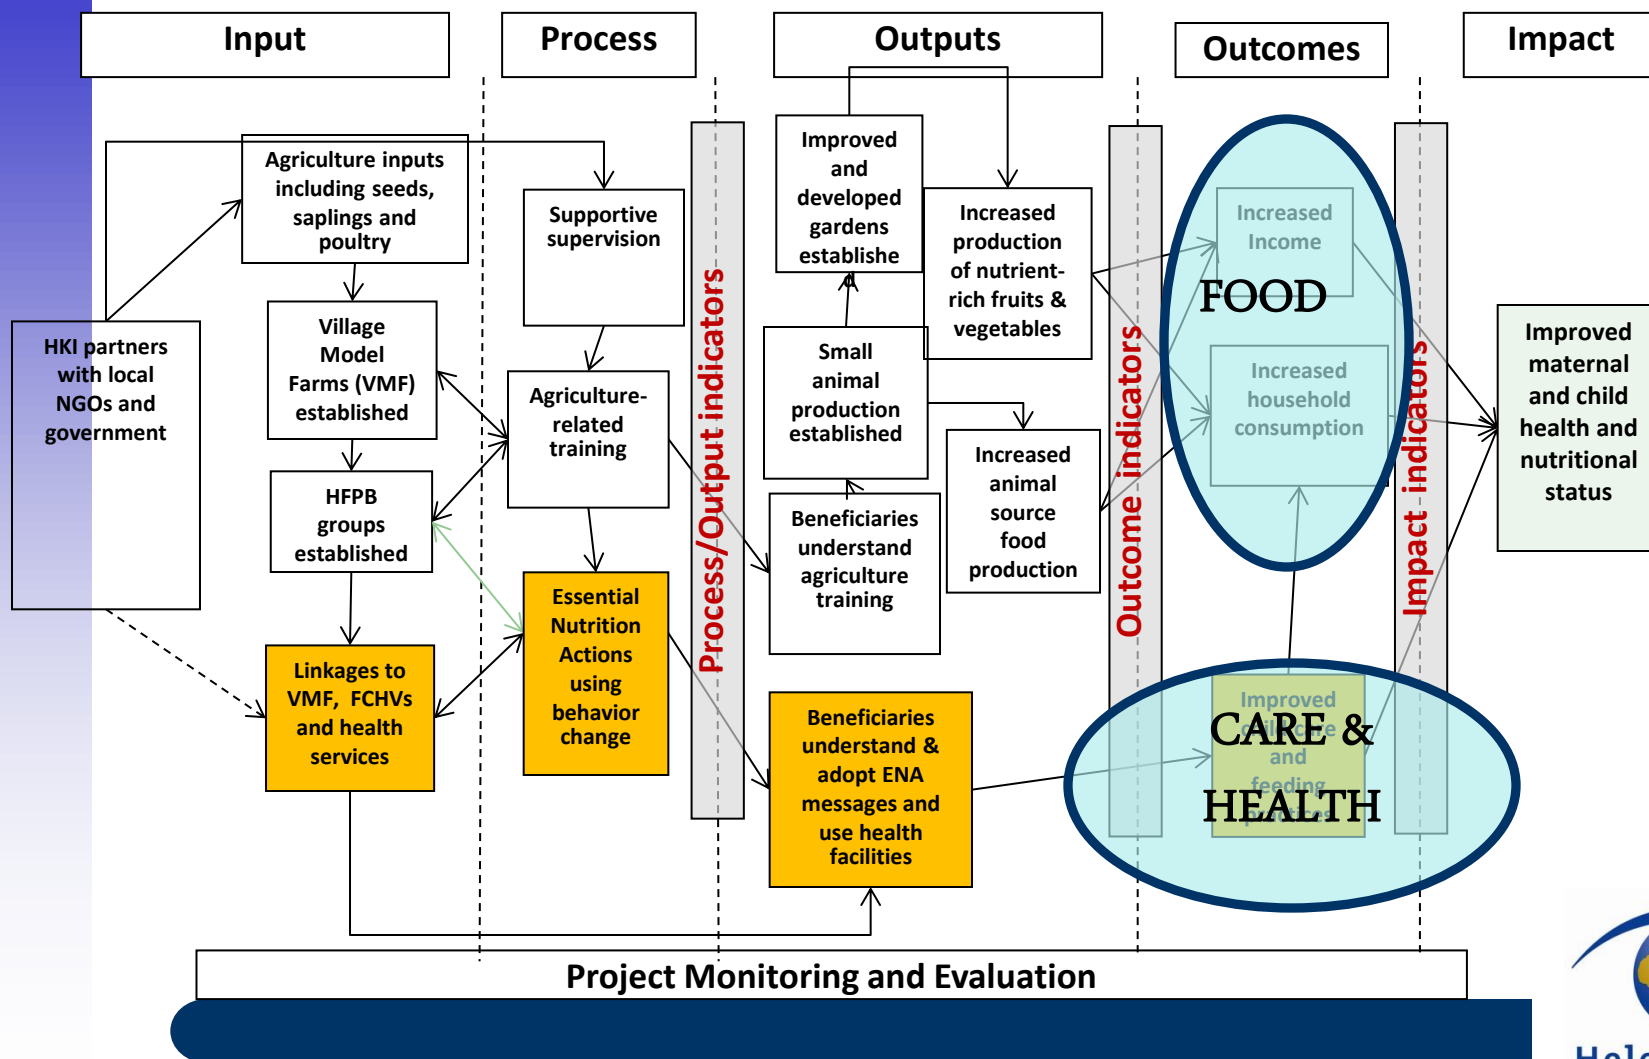 Input
Process
Outputs
Outcomes
Impact
HKI partners
with local
NGOs and
government
Agriculture inputs
including seeds,
saplings and
poultry
Village
Model
Farms (VMF)
established
HFPB
groups
established
Linkages to
VMF, FCHVs
and health
services
Supportive
supervision
Agriculture-
related
training
Essential
Nutrition
Actions
using
behavior
change
Process/Output indicators
Improved
and
developed
gardens
establishe
d
Small
animal
production
established
Beneficiaries
understand
agriculture
training
Increased
production
of nutrient-
rich fruits &
vegetables
Increased
animal
source
food
production
Beneficiaries
understand &
adopt ENA
messages and
use health
facilities
Outcome indicators
Increased
Income
FOOD
Increased
household
consumption
Improved
child care
and
feeding
practices
CARE &
HEALTH
Impact indicators
Improved
maternal
and child
health and
nutritional
status
Project Monitoring and Evaluation